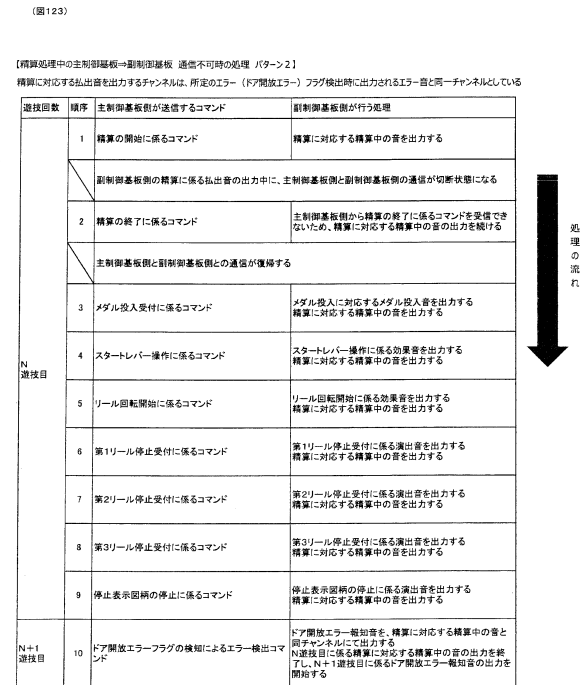 (図123)
【精算処理中の主制御基板⇒副制御基板 通信不可時の処理 パターン2】
精算に対応する払出音を出力するチャンネルは、所定のエラー（ドア開放エラー）フラグ検出時に出力されるエラー音と同一チャンネルとしている
遊技回数 順序 主制御基板側が送信するコマンド 副制御基板側が行う処理
1 精算の開始に係るコマンド 精算に対応する精算中の音を出力する
副制御基板側の精算に係る払出音の出力中に、主制御基板側と副制御基板側の通信が切断状態になる
2 精算の終了に係るコマンド 主制御基板側から精算の終了に係るコマンドを受信でき
ないため、精算に対応する精算中の音の出力を続ける
主制御基板側と副制御基板側との通信が復帰する
3 メダル投入受付に係るコマンド メダル投入に対応するメダル投入音を出力する
精算に対応する精算中の音を出力する
N
遊技目
4 スタートレバー操作に係るコマンド スタートレバー操作に係る効果音を出力する
精算に対応する精算中の音を出力する
5 リール回転開始に係るコマンド リール回転開始に係る効果音を出力する
精算に対応する精算中の音を出力する
6 第1リール停止受付に係るコマンド 第1リール停止受付に係る演出音を出力する
精算に対応する精算中の音を出力する
7 第2リール停止受付に係るコマンド 第2リール停止受付に係る演出音を出力する
精算に対応する精算中の音を出力する
8 第3リール停止受付に係るコマンド 第3リール停止受付に係る演出音を出力する
精算に対応する精算中の音を出力する
9 停止表示図柄の停止に係るコマンド 停止表示図柄の停止に係る演出音を出力する
精算に対応する精算中の音を出力する
N+1
遊技目
10 ドア開放エラーフラグの検知によるエラー検出コマ
ンド
ドア開放エラー報知音を、精算に対応する精算中の音と
同チャンネルにて出力する
N遊技目に係る精算に対応する精算中の音の出力を終
了し、N+1遊技目に係るドア開放エラー報知音の出力を
開始する
処理の流れ